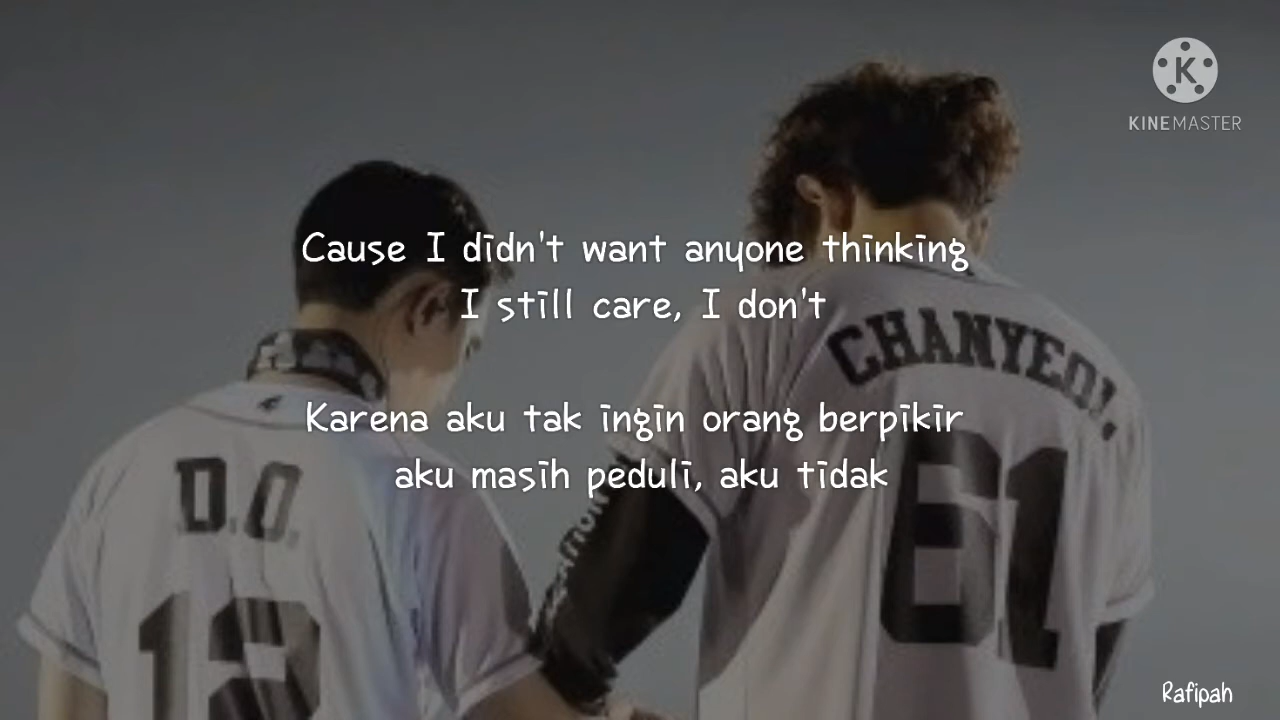 KINEMASTER
Cause I didn't want anyone thinking
I still care, I don't
CHANYEOL
Karena aku tak ingin orang berpikir
aku masih peduli, aku tidak
D.O.
61
12
Rafipah